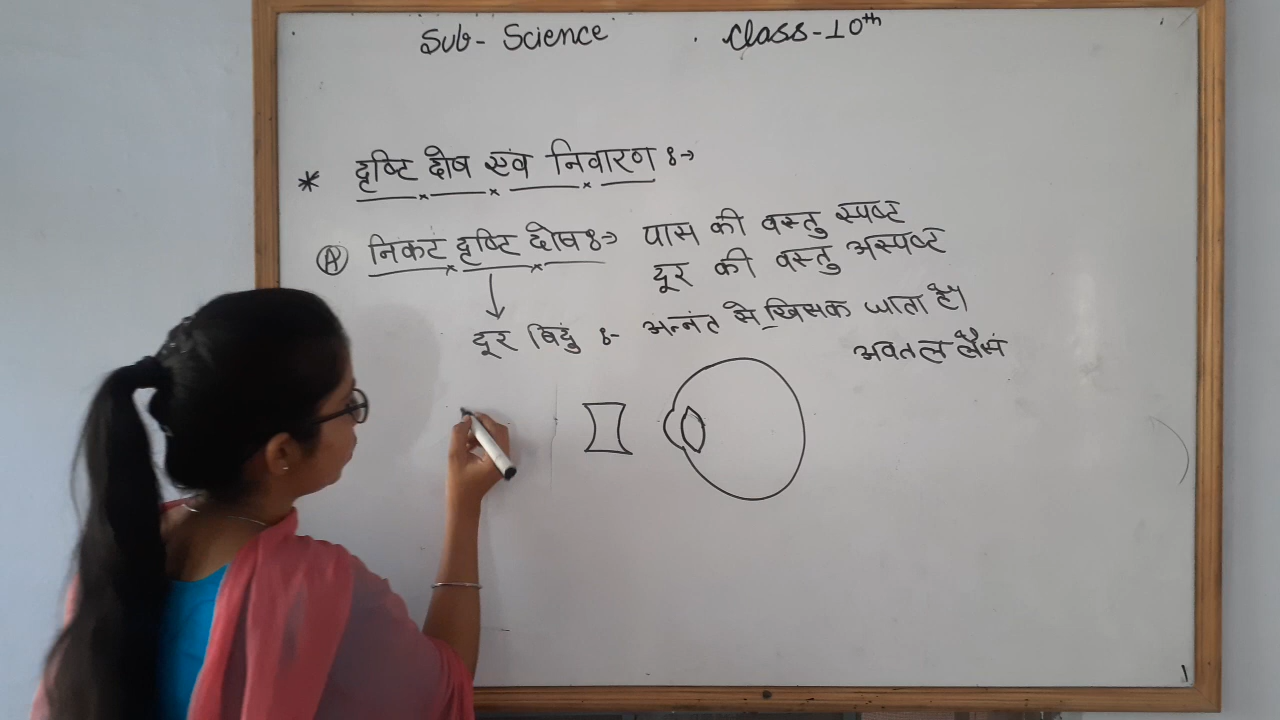 Sub- Science . Class-10th
* दृष्टि दोष एवं निवारण :→
(A) निकट दृष्टि दोष :→ पास की वस्तु स्पष्ट
दूर की वस्तु अस्पष्ट
↓
दूर बिदुं :- अन्नंत से खिसक जाता है।
अवतल लैंस